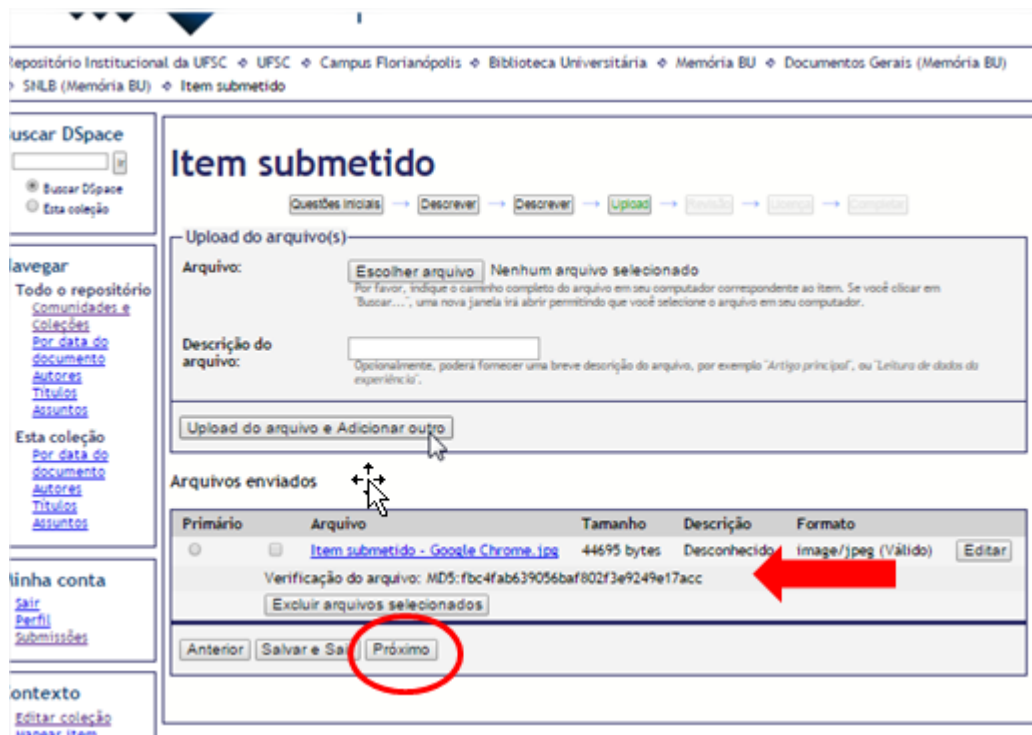 Repositório Institucional da UFSC ❖ UFSC ❖ Campus Florianópolis ❖ Biblioteca Universitária ❖ Memória BU ❖ Documentos Gerais (Memória BU)
SNLB (Memória BU) ❖ Item submetido
Buscar DSpace
Ir
Buscar DSpace
Esta coleção
Navegar
Todo o repositório
Comunidades e
Coleções
Por data do
documento
Autores
Títulos
Assuntos
Esta coleção
Por data do
documento
Autores
Títulos
Assuntos
Minha conta
Sair
Perfil
Submissões
Contexto
Editar coleção
Mapear item
Item submetido
Questões Iniciais → Descrever → Descrever → Upload → Revisão → Licença → Completar
Upload do arquivo(s)
Arquivo:
Escolher arquivo Nenhum arquivo selecionado
Por favor, indique o caminho completo do arquivo em seu computador correspondente ao item. Se você clicar em
"Buscar...", uma nova janela irá abrir permitindo que você selecione o arquivo em seu computador.
Descrição do
arquivo:
Opcionalmente, poderá fornecer uma breve descrição do arquivo, por exemplo "Artigo principal", ou "Leitura de dados da
experiência".
Upload do arquivo e Adicionar outro
Arquivos enviados
Primário Arquivo Tamanho Descrição Formato
Item submetido - Google Chrome.jpg 44695 bytes Desconhecido image/jpeg (Válido) Editar
Verificação do arquivo: MD5:fbc4fab639056baf802f3e9249e17acc
Excluir arquivos selecionados
Anterior Salvar e Sair Próximo